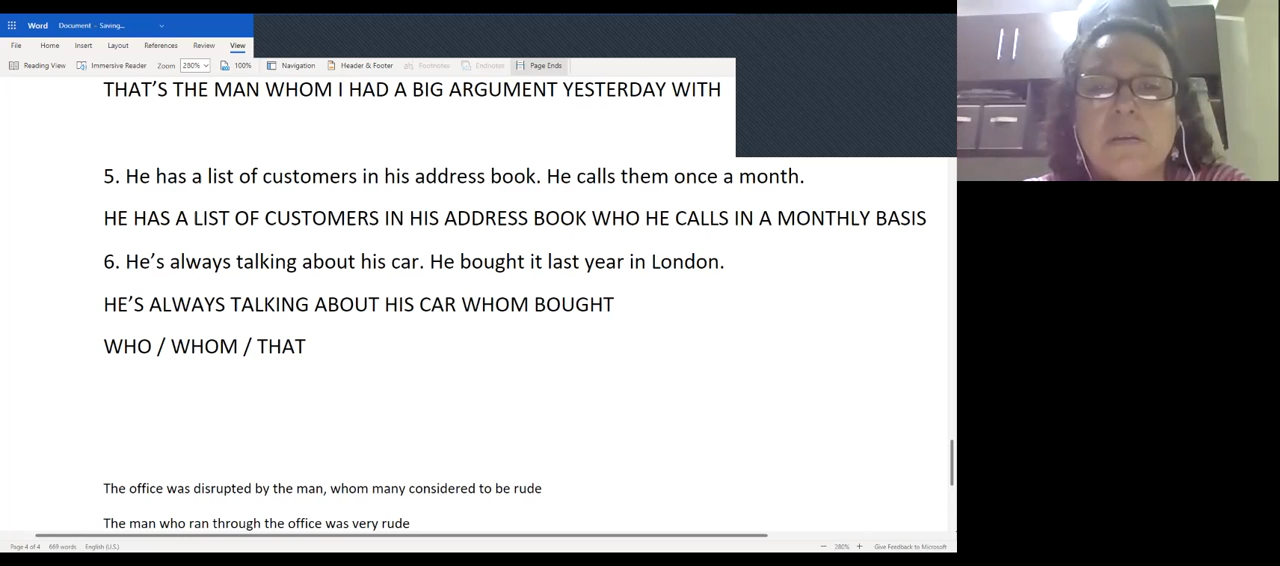 Word Document - Saving...
File Home Insert Layout References Review View
Reading View Immersive Reader Zoom 280% 100% Navigation Header & Footer Footnotes Endnotes Page Ends
THAT'S THE MAN WHOM I HAD A BIG ARGUMENT YESTERDAY WITH
5. He has a list of customers in his address book. He calls them once a month.
HE HAS A LIST OF CUSTOMERS IN HIS ADDRESS BOOK WHO HE CALLS IN A MONTHLY BASIS
6. He's always talking about his car. He bought it last year in London.
HE'S ALWAYS TALKING ABOUT HIS CAR WHOM BOUGHT
WHO / WHOM / THAT
The office was disrupted by the man, whom many considered to be rude
The man who ran through the office was very rude
Page 4 of 4 669 words English (U.S.) - 280% + Give Feedback to Microsoft